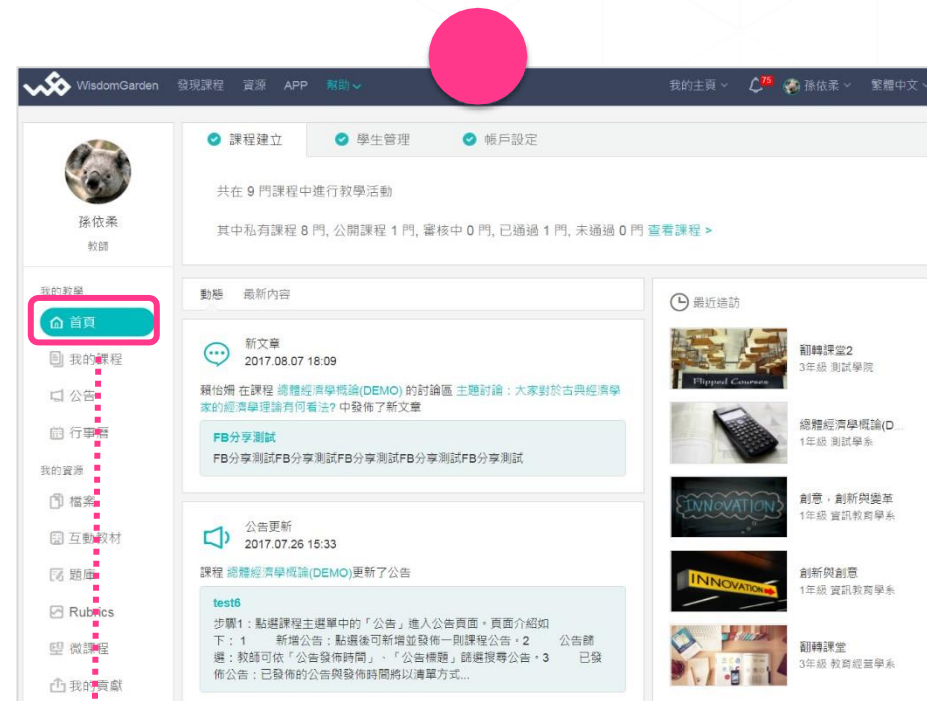 WisdomGarden 發現課程 資源 APP 幫助
我的主頁 75 孫依柔 繁體中文
孫依柔
教師
我的教學
首頁
我的課程
公告
行事曆
我的資源
檔案
互動教材
題庫
Rubrics
微課程
我的貢獻
課程建立 學生管理 帳戶設定
共在 9 門課程中進行教學活動
其中私有課程 8 門, 公開課程 1 門, 審核中 0 門, 已通過 1 門, 未通過 0 門 查看課程 >
動態 最新內容
新文章
2017.08.07 18:09
賴怡姍 在課程 總體經濟學概論(DEMO) 的討論區 主題討論：大家對於古典經濟學
家的經濟學理論有何看法? 中發佈了新文章
FB分享測試
FB分享測試FB分享測試FB分享測試FB分享測試FB分享測試
公告更新
2017.07.26 15:33
課程 總體經濟學概論(DEMO)更新了公告
test6
步驟1：點選課程主選單中的「公告」進入公告頁面。頁面介紹如
下： 1 新增公告：點選後可新增並發佈一則課程公告。2 公告篩
選：教師可依「公告發佈時間」、「公告標題」篩選搜尋公告。3 已發
佈公告：已發佈的公告與發佈時間將以清單方式...
最近造訪
Flipped Courses
翻轉課堂2
3年級 測試學院
總體經濟學概論(D...
1年級 測試學系
INNOVATION
創意，創新與變革
1年級 資訊教育學系
INNOVATION
創新與創意
1年級 資訊教育學系
翻轉課堂
3年級 教育經營學系